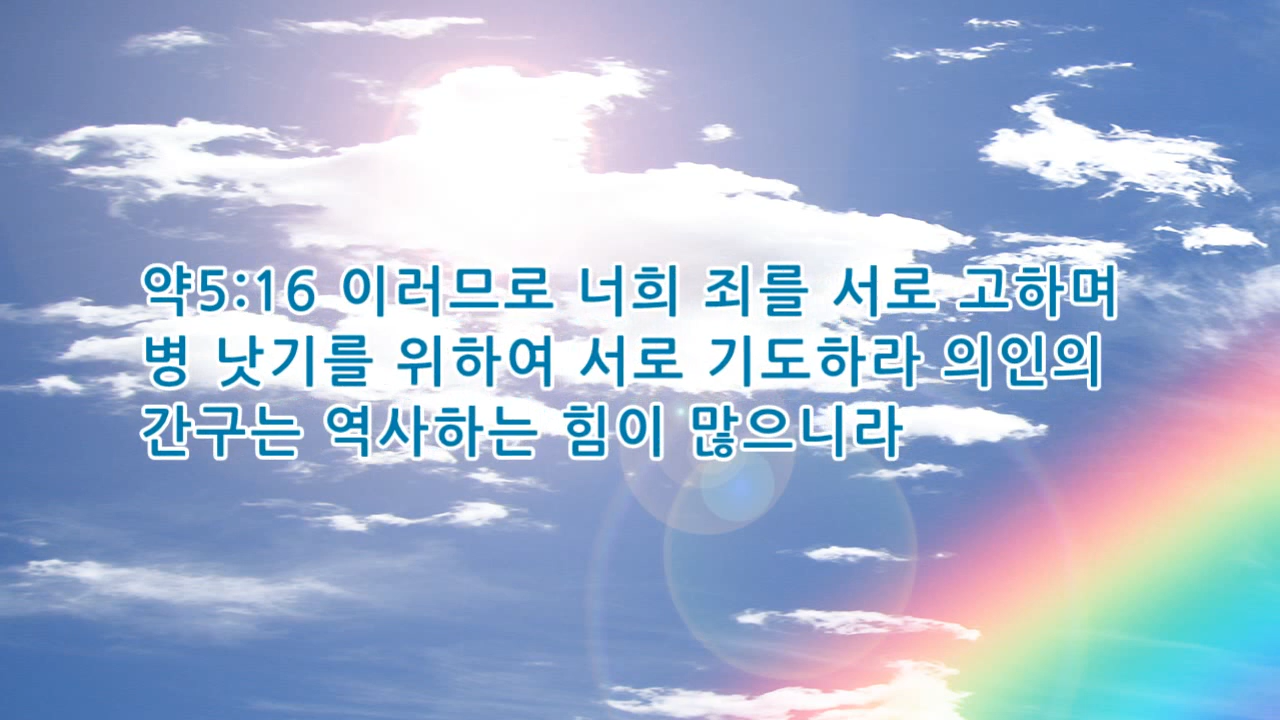 약5:16 이러므로 너희 죄를 서로 고하며
병 낫기를 위하여 서로 기도하라 의인의
간구는 역사하는 힘이 많으니라